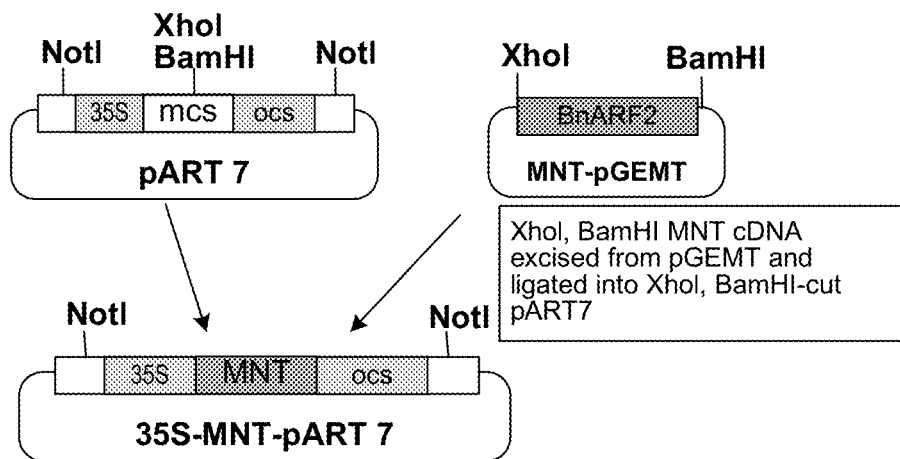 XhoI
NotI BamHI NotI
35S mcs ocs
pART 7
XhoI BamHI
BnARF2
MNT-pGEMT
XhoI, BamHI MNT cDNA
excised from pGEMT and
ligated into XhoI, BamHI-cut
pART7
NotI NotI
35S MNT ocs
35S-MNT-pART 7